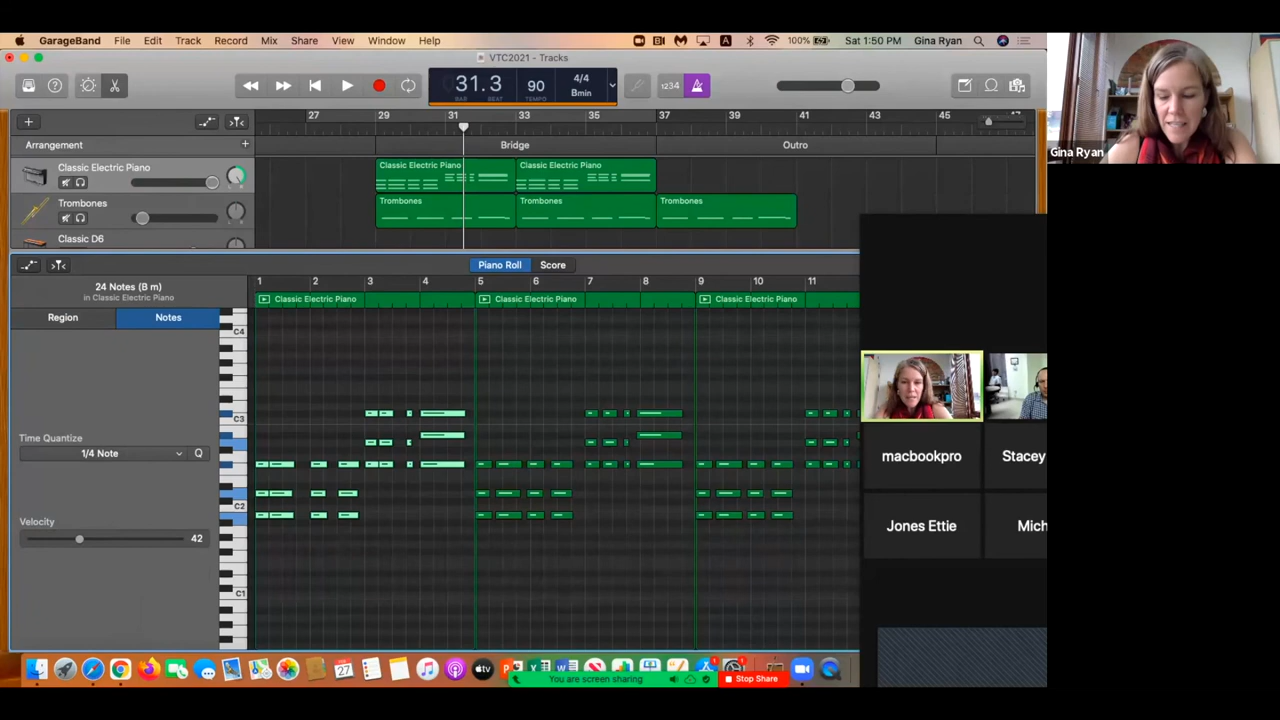 GarageBand File Edit Track Record Mix Share View Window Help
100% Sat 1:50 PM Gina Ryan
VTC2021 - Tracks
31.3
BAR BEAT
90
TEMPO
4/4
Bmin
1234
27 29 31 33 35 37 39 41 43 45 47
Arrangement +
Bridge
Outro
Classic Electric Piano
Classic Electric Piano
Classic Electric Piano
Trombones
Trombones
Trombones
Trombones
Classic D6
Piano Roll Score
24 Notes (B m)
in Classic Electric Piano
Region Notes
1 2 3 4 5 6 7 8 9 10 11
Classic Electric Piano
Classic Electric Piano
Classic Electric Piano
C4
C3
C2
C1
Time Quantize
1/4 Note
Q
Velocity
42
Gina Ryan
macbookpro
Stacey
Jones Ettie
Mich
You are screen sharing
Stop Share